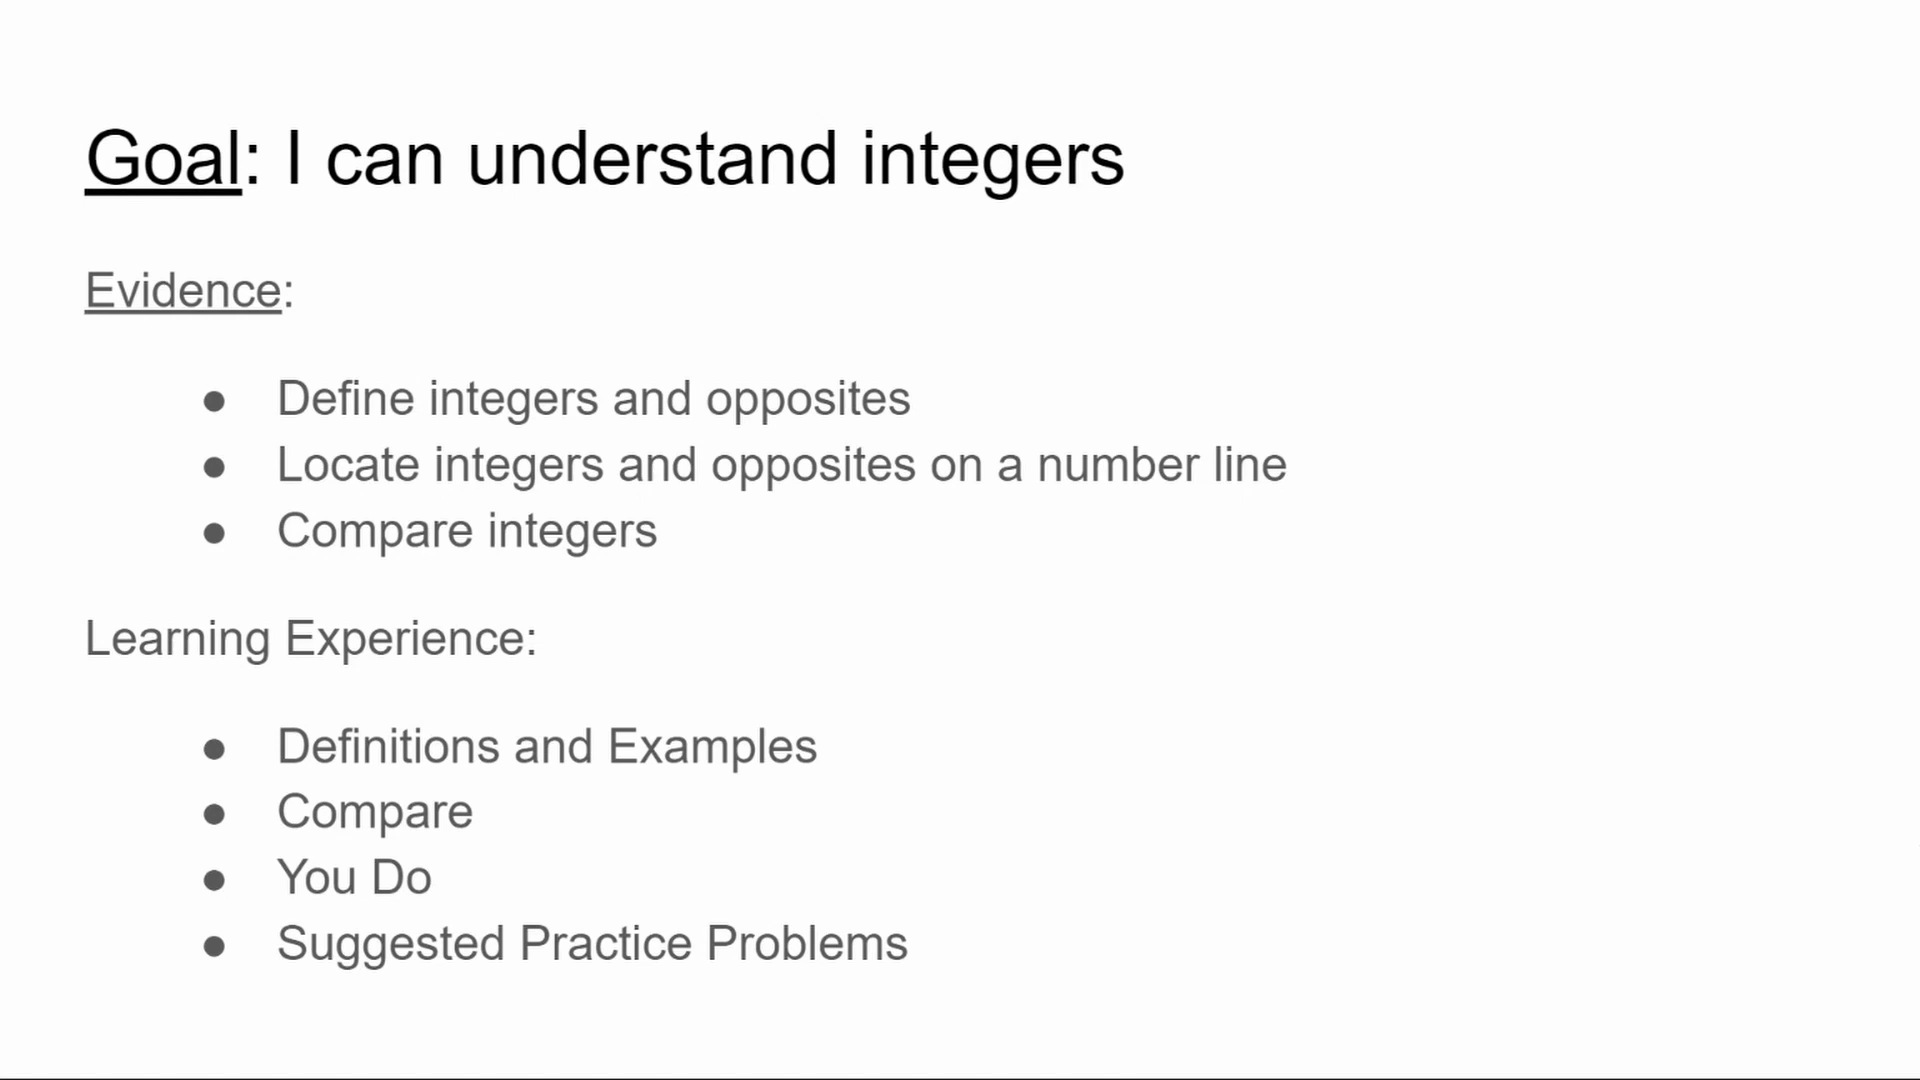 Goal: I can understand integers
Evidence:
● Define integers and opposites
● Locate integers and opposites on a number line
● Compare integers
Learning Experience:
● Definitions and Examples
● Compare
● You Do
● Suggested Practice Problems